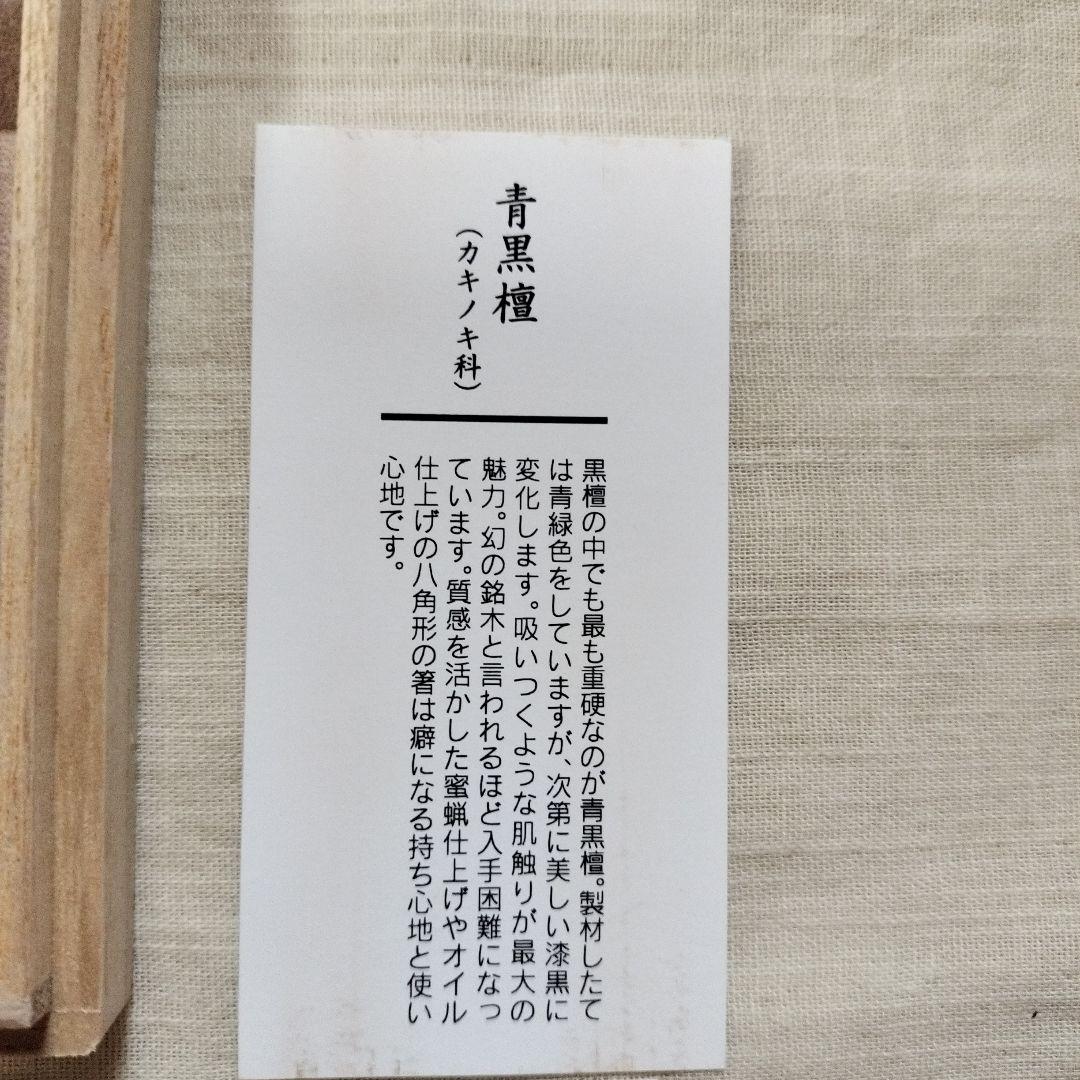 青黒檀
(カキノキ科)
黒檀の中でも最も重硬なのが青黒檀。製材したて
は青緑色をしていますが、次第に美しい漆黒に
変化します。吸いつくような肌触りが最大の
魅力。幻の銘木と言われるほど入手困難になっ
ています。質感を活かした蜜蝋仕上げやオイル
仕上げの八角形の箸は癖になる持ち心地と使い
心地です。